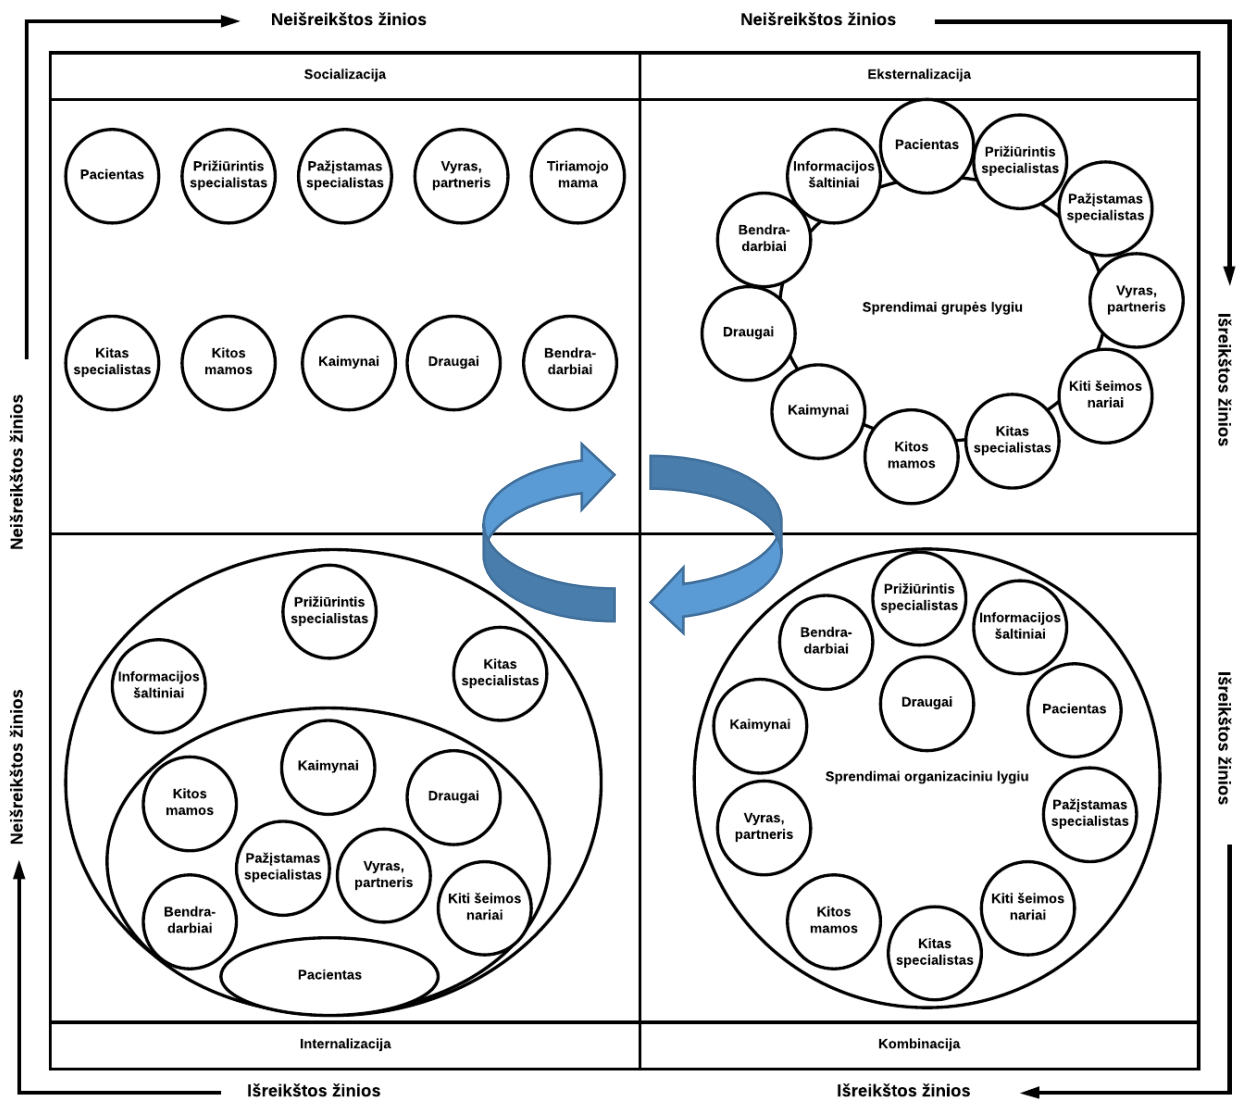 Neišreikštos žinios
Neišreikštos žinios
Socializacija
Eksternalizacija
Pacientas
Prižiūrintis
specialistas
Pažįstamas
specialistas
Vyras,
partneris
Tiriamojo
mama
Kitas
specialistas
Kitos
mamos
Kaimynai
Draugai
Bendra-
darbiai
Pacientas
Prižiūrintis
specialistas
Pažįstamas
specialistas
Vyras,
partneris
Kiti šeimos
nariai
Kitas
specialistas
Kitos
mamos
Kaimynai
Draugai
Bendra-
darbiai
Informacijos
šaltiniai
Sprendimai grupės lygiu
Neišreikštos žinios
Išreikštos žinios
Prižiūrintis
specialistas
Informacijos
šaltiniai
Kitas
specialistas
Kaimynai
Kitos
mamos
Draugai
Pažįstamas
specialistas
Vyras,
partneris
Bendra-
darbiai
Kiti šeimos
nariai
Pacientas
Prižiūrintis
specialistas
Informacijos
šaltiniai
Bendra-
darbiai
Draugai
Pacientas
Kaimynai
Sprendimai organizaciniu lygiu
Pažįstamas
specialistas
Vyras,
partneris
Kiti šeimos
nariai
Kitos
mamos
Kitas
specialistas
Neišreikštos žinios
Išreikštos žinios
Internalizacija
Kombinacija
Išreikštos žinios
Išreikštos žinios